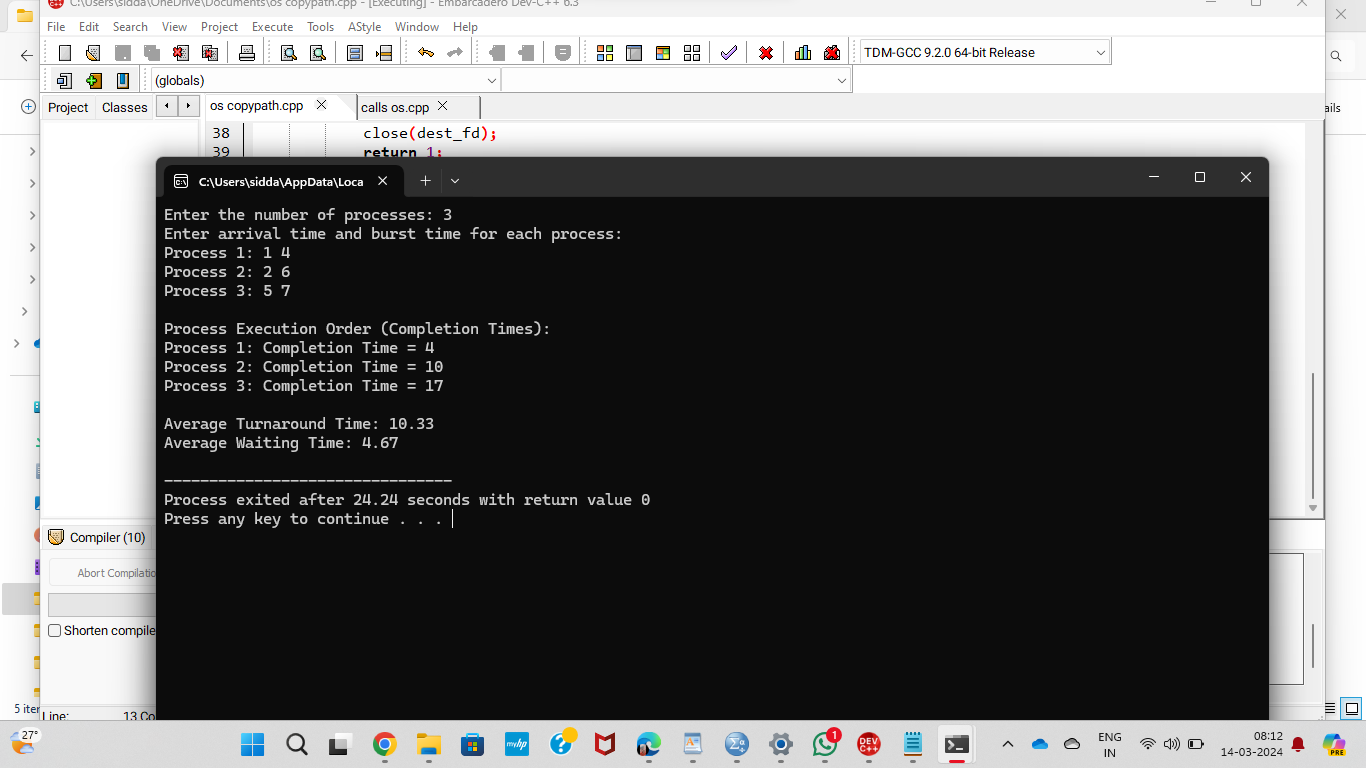 C:\Users\sidda\OneDrive\Documents\os copypath.cpp - [Executing] - Embarcadero Dev-C++ 6.3
File Edit Search View Project Execute Tools AStyle Window Help
TDM-GCC 9.2.0 64-bit Release
(globals)
Project Classes os copypath.cpp calls os.cpp
ails
38 close(dest_fd);
39 return 1;
C:\Users\sidda\AppData\Loca
Enter the number of processes: 3
Enter arrival time and burst time for each process:
Process 1: 1 4
Process 2: 2 6
Process 3: 5 7
Process Execution Order (Completion Times):
Process 1: Completion Time = 4
Process 2: Completion Time = 10
Process 3: Completion Time = 17
Average Turnaround Time: 10.33
Average Waiting Time: 4.67
--------------------------------
Process exited after 24.24 seconds with return value 0
Press any key to continue . . .
Compiler (10)
Abort Compilatio
Shorten compile
5 iter
Line: 13 Co
27°
myhp
1
DEV C++
ENG
IN
08:12
14-03-2024
PRE